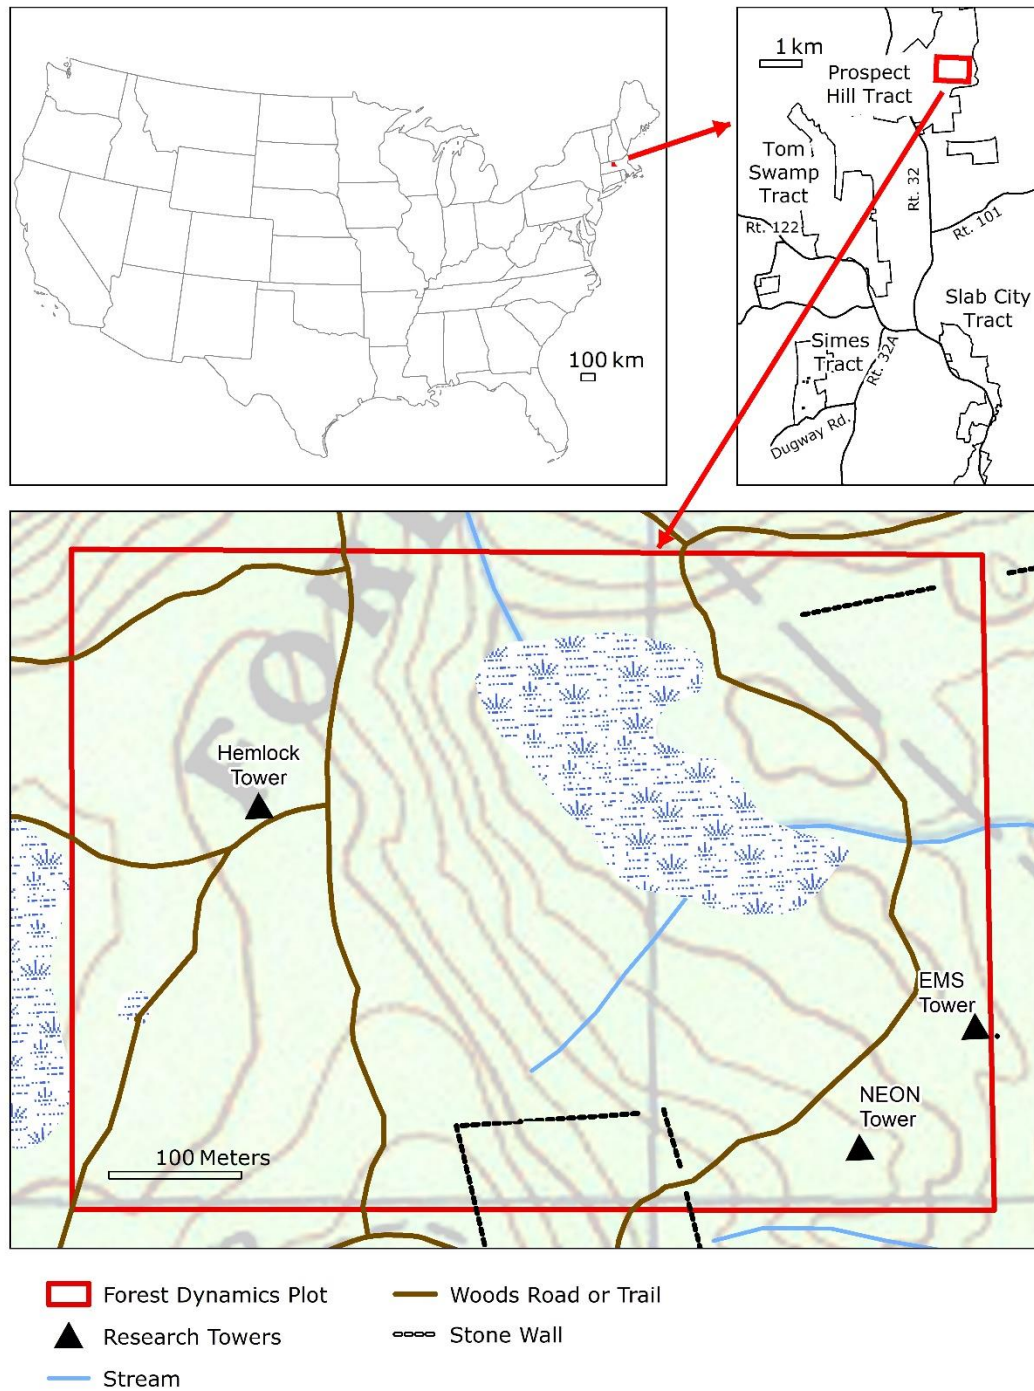 100 km
1 km
Prospect
Hill Tract
Tom
Swamp
Tract
Rt. 32
Rt. 122
Rt. 101
Slab City
Tract
Simes
Tract
Rt. 32A
Dugway Rd.
Hemlock
Tower
EMS
Tower
NEON
Tower
100 Meters
Forest Dynamics Plot
Research Towers
Stream
Woods Road or Trail
Stone Wall